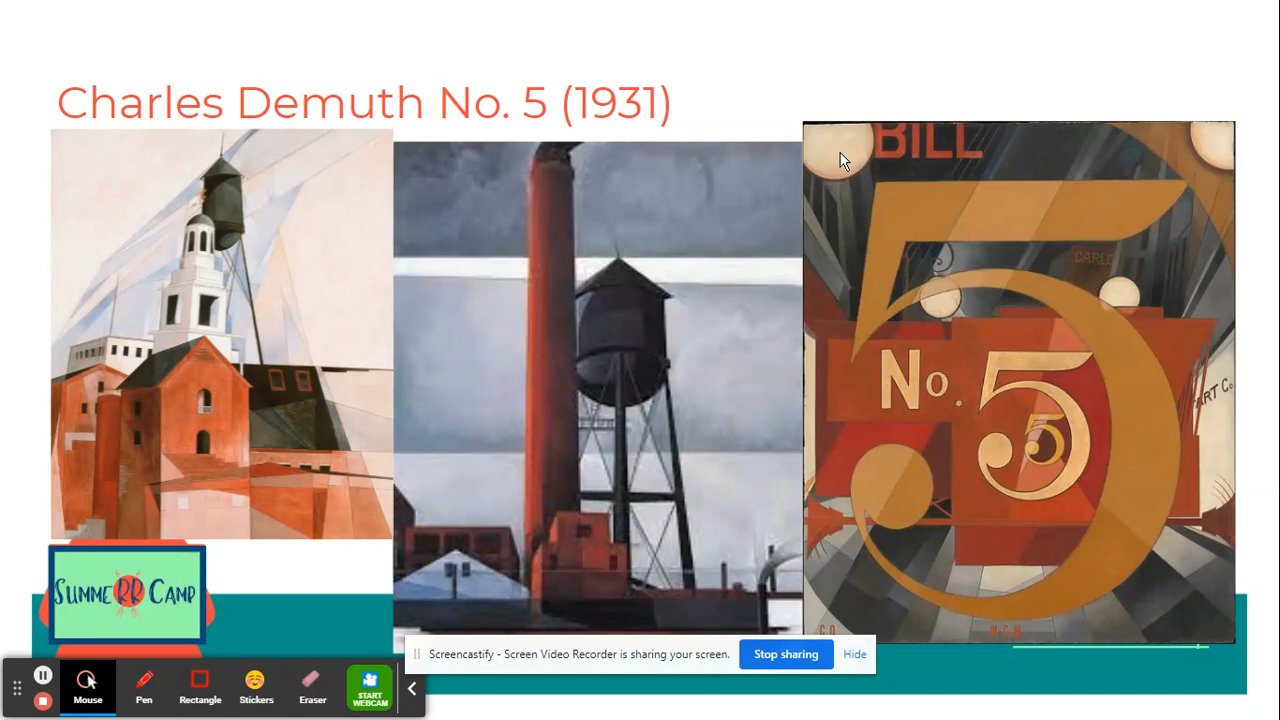 Charles Demuth No. 5 (1931)
BILL
CARLO
No. 5
5
5
ART Co.
C.D.
W.C.W.
SUMMERR CAMP
Screencastify - Screen Video Recorder is sharing your screen.
Stop sharing
Hide
Mouse
Pen
Rectangle
Stickers
Eraser
START
WEBCAM